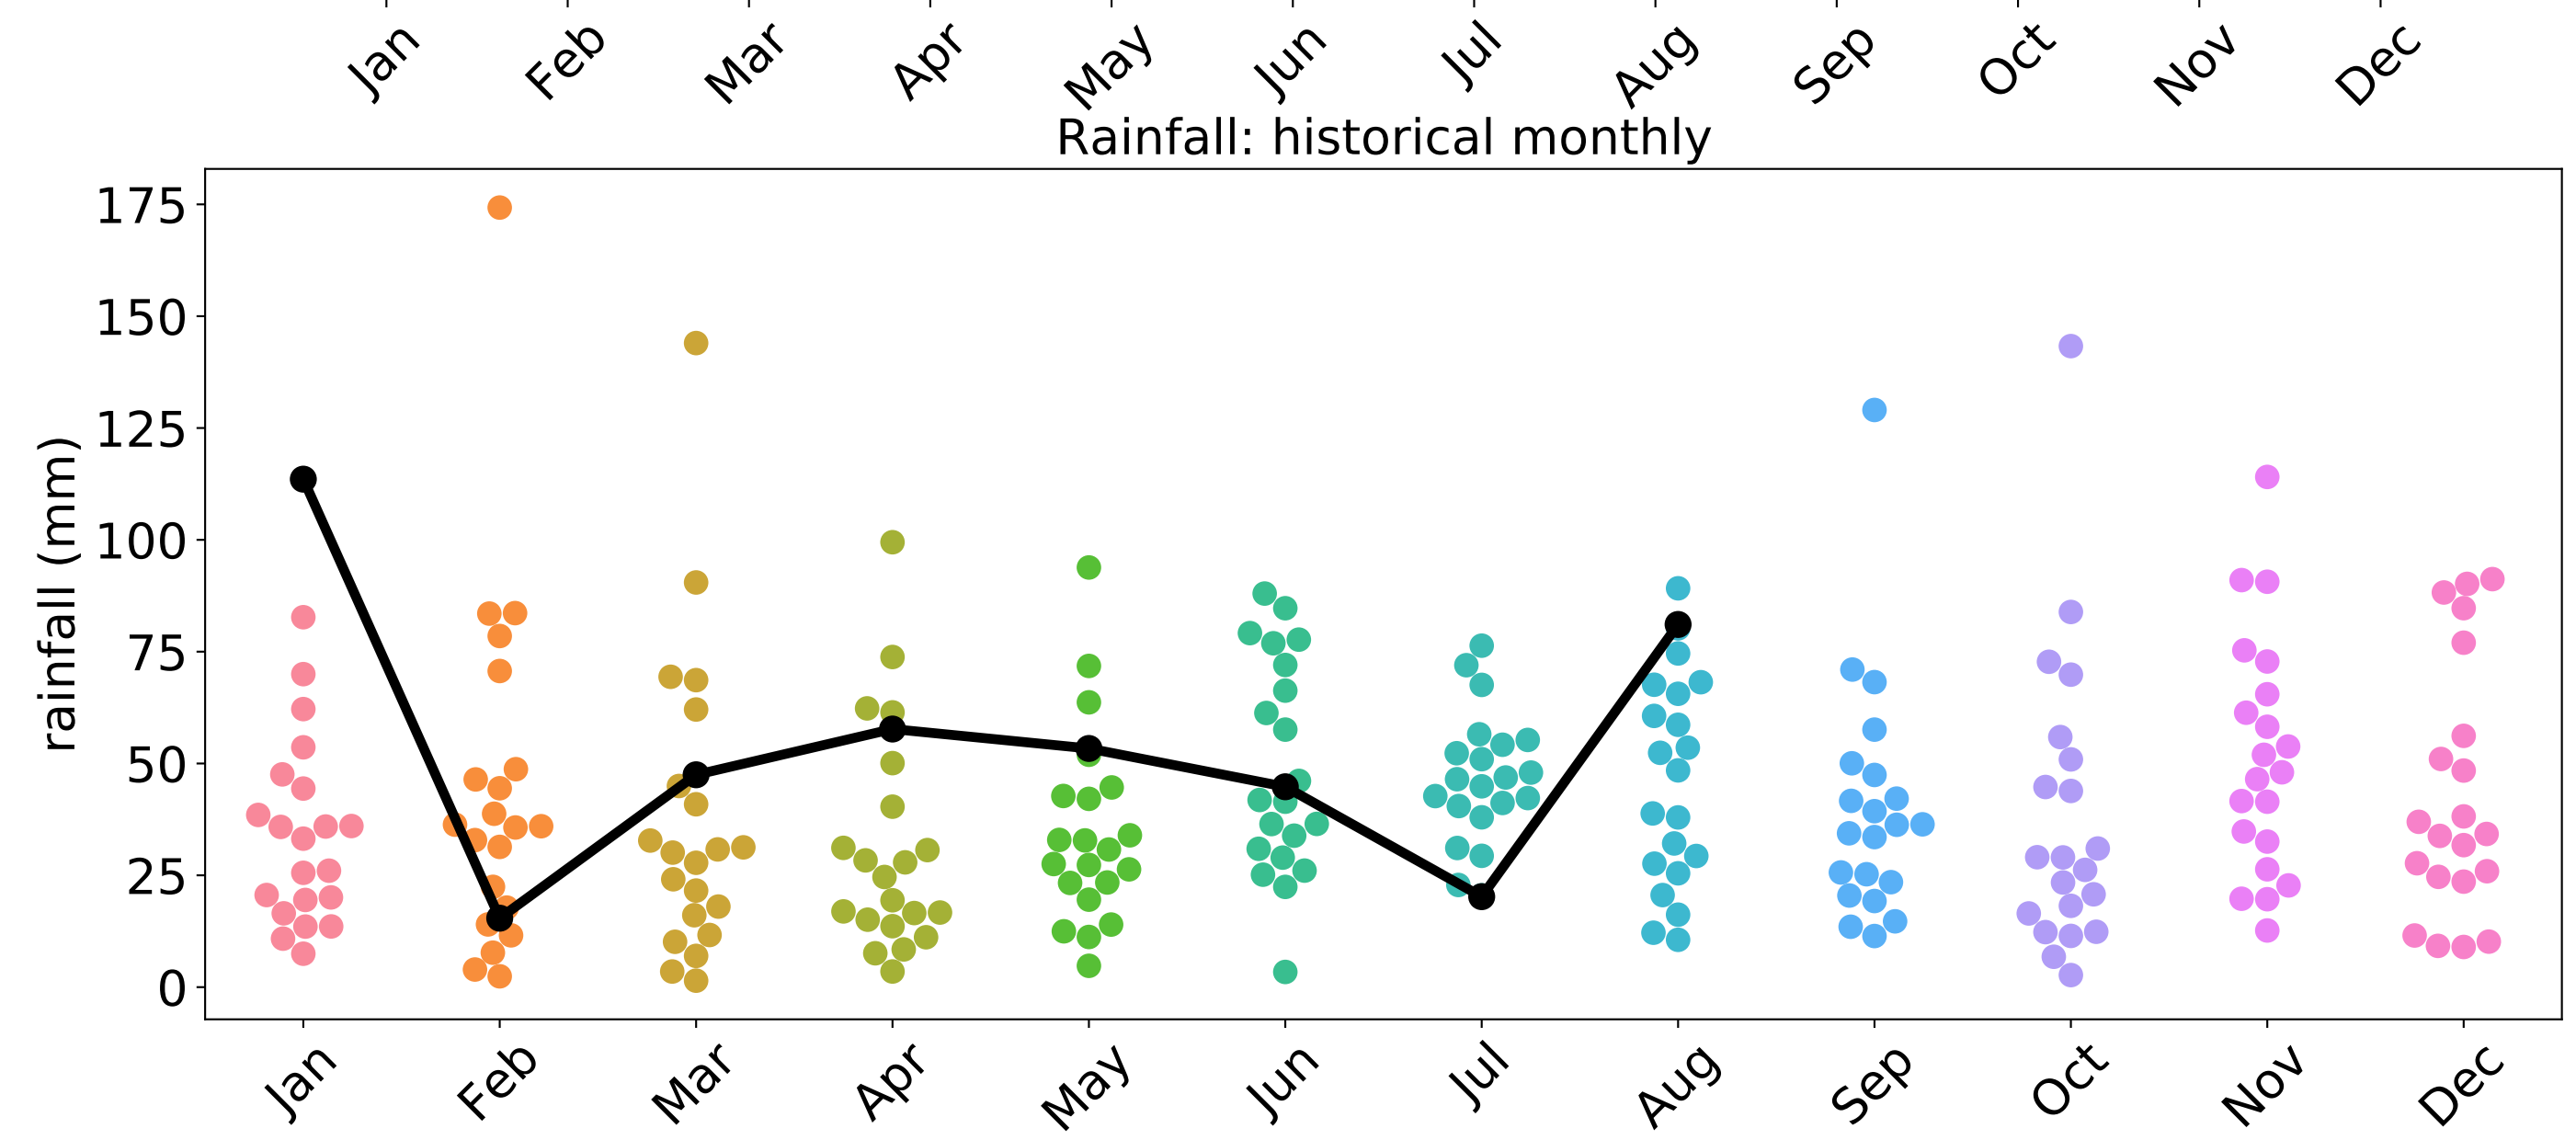 Jan Feb Mar Apr May Jun Jul Aug Sep Oct Nov Dec
Rainfall: historical monthly
rainfall (mm)
175
150
125
100
75
50
25
0
Jan Feb Mar Apr May Jun Jul Aug Sep Oct Nov Dec